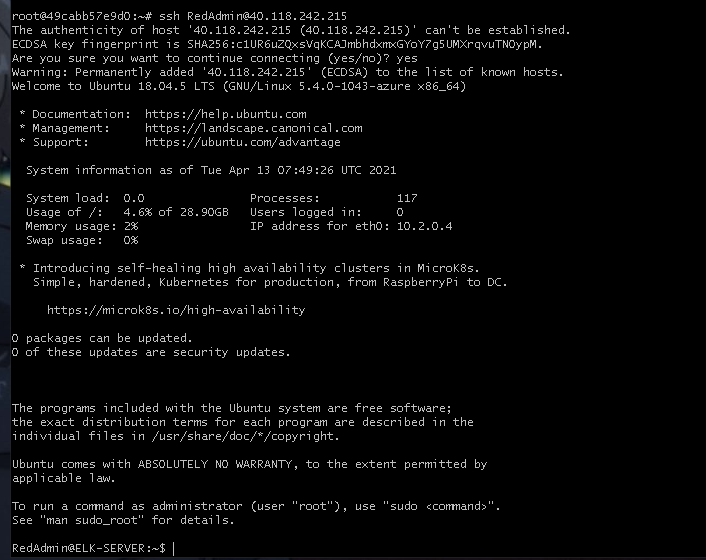 root@49cabb57e9d0:~# ssh RedAdmin@40.118.242.215
The authenticity of host '40.118.242.215 (40.118.242.215)' can't be established.
ECDSA key fingerprint is SHA256:c1UR6uZQxsVqKCAJmbhdxmxGYoY7g5UMXrqvuTNOypM.
Are you sure you want to continue connecting (yes/no)? yes
Warning: Permanently added '40.118.242.215' (ECDSA) to the list of known hosts.
Welcome to Ubuntu 18.04.5 LTS (GNU/Linux 5.4.0-1043-azure x86_64)
* Documentation:  https://help.ubuntu.com
* Management:     https://landscape.canonical.com
* Support:        https://ubuntu.com/advantage
System information as of Tue Apr 13 07:49:26 UTC 2021
System load:  0.0                Processes:           117
Usage of /:   4.6% of 28.90GB   Users logged in:     0
Memory usage: 2%                IP address for eth0: 10.2.0.4
Swap usage:   0%
* Introducing self-healing high availability clusters in MicroK8s.
Simple, hardened, Kubernetes for production, from RaspberryPi to DC.
https://microk8s.io/high-availability
0 packages can be updated.
0 of these updates are security updates.
The programs included with the Ubuntu system are free software;
the exact distribution terms for each program are described in the
individual files in /usr/share/doc/*/copyright.
Ubuntu comes with ABSOLUTELY NO WARRANTY, to the extent permitted by
applicable law.
To run a command as administrator (user "root"), use "sudo <command>".
See "man sudo_root" for details.
RedAdmin@ELK-SERVER:~$